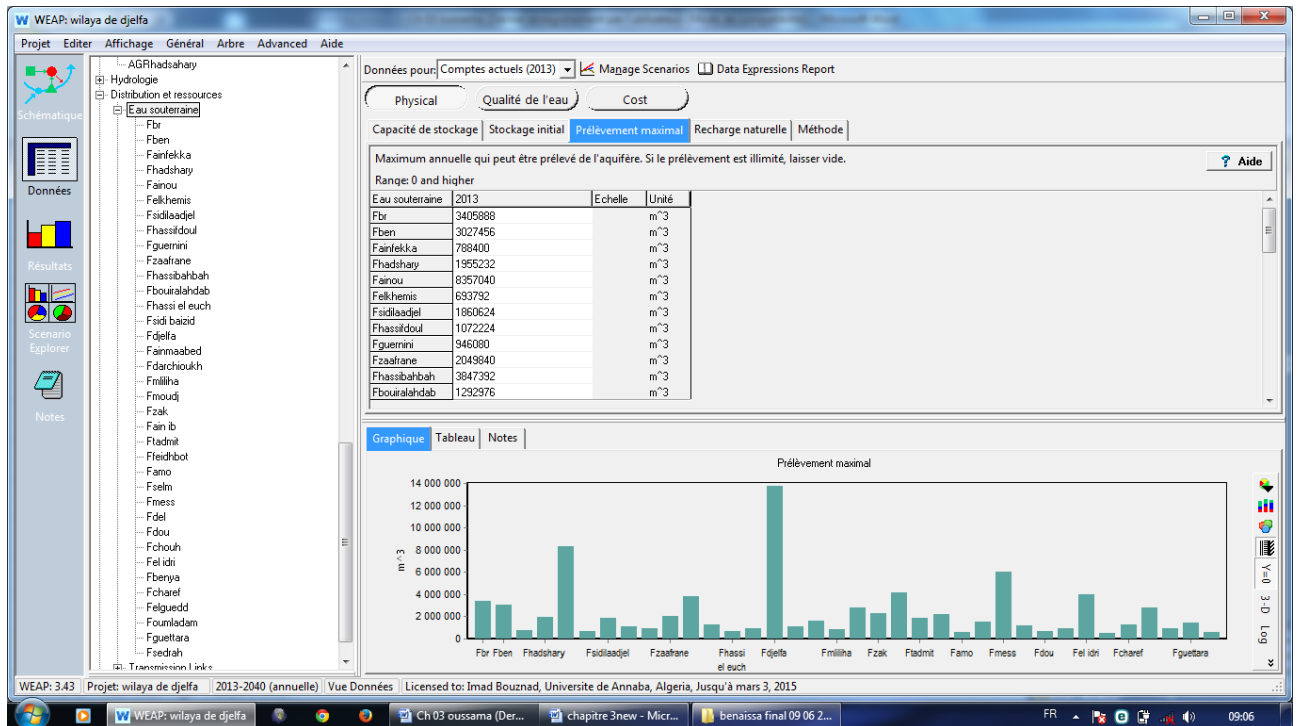 WEAP: wilaya de djelfa
Projet Editer Affichage Général Arbre Advanced Aide
Schématique
Données
Résultats
Scenario
Explorer
Notes
AGRhadsahary
Hydrologie
Distribution et ressources
Eau souterraine
Fbr
Fben
Fainfekka
Fhadshary
Fainou
Felkhemis
Fsidilaadjel
Fhassifdoul
Fguernini
Fzaafrane
Fhassibahbah
Fbouiralahdab
Fhassi el euch
Fsidi baizid
Fdjelfa
Fainmaabed
Fdarchioukh
Fmliliha
Fmoudj
Fzak
Fain ib
Ftadmit
Ffeidhbot
Famo
Fselm
Fmess
Fdel
Fdou
Fchouh
Fel idri
Fbenya
Fcharef
Felguedd
Foumladam
Fguettara
Fsedrah
Transmission Links
Données pour: Comptes actuels (2013) Manage Scenarios Data Expressions Report
Physical Qualité de l'eau Cost
Capacité de stockage Stockage initial Prélèvement maximal Recharge naturelle Méthode
Maximum annuelle qui peut être prélevé de l'aquifère. Si le prélèvement est illimité, laisser vide.
? Aide
Range: 0 and higher
Eau souterraine 2013 Echelle Unité
Fbr 3405888 m^3
Fben 3027456 m^3
Fainfekka 788400 m^3
Fhadshary 1955232 m^3
Fainou 8357040 m^3
Felkhemis 693792 m^3
Fsidilaadjel 1860624 m^3
Fhassifdoul 1072224 m^3
Fguernini 946080 m^3
Fzaafrane 2049840 m^3
Fhassibahbah 3847392 m^3
Fbouiralahdab 1292976 m^3
Graphique Tableau Notes
Prélèvement maximal
14 000 000
12 000 000
10 000 000
8 000 000
6 000 000
4 000 000
2 000 000
0
m^3
Fbr Fben Fhadshary Fsidilaadjel Fzaafrane Fhassi Fdjelfa Fmliliha Fzak Ftadmit Famo Fmess Fdou Fel idri Fcharef Fguettara
el euch
Y=0
3-D
Log
WEAP: 3.43 Projet: wilaya de djelfa 2013-2040 (annuelle) Vue Données Licensed to: Imad Bouznad, Universite de Annaba, Algeria, Jusqu'à mars 3, 2015
WEAP: wilaya de djelfa Ch 03 oussama (Der... chapitre 3new - Micr... benaissa final 09 06 2... FR 09:06